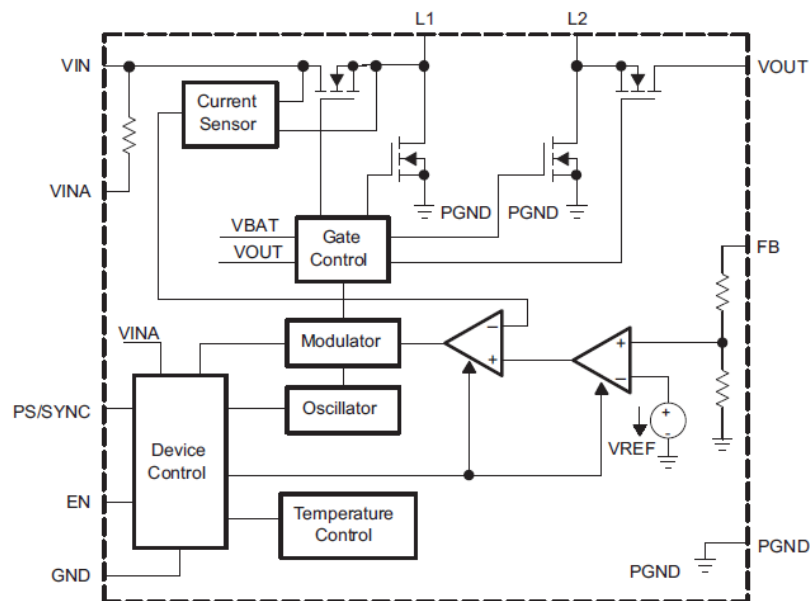 L1
L2
VIN
VOUT
Current
Sensor
VINA
PGND
PGND
VBAT
VOUT
Gate
Control
FB
VINA
Modulator
−
+
+
−
PS/SYNC
Oscillator
+
-
VREF
Device
Control
EN
Temperature
Control
GND
PGND
PGND